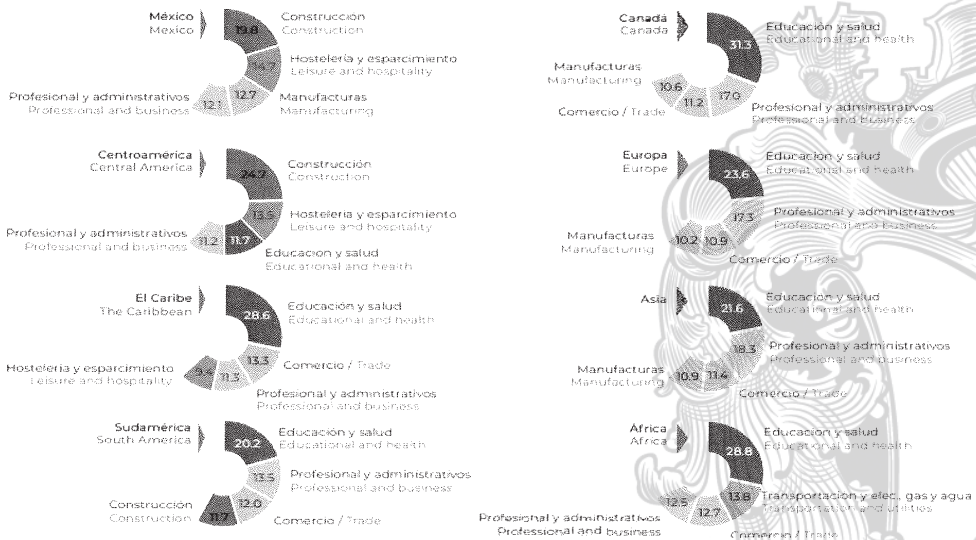 México
Mexico
19.8
Construcción
Construction
14.7
Hostelería y esparcimiento
Leisure and hospitality
12.7
Manufacturas
Manufacturing
12.1
Profesional y administrativos
Professional and business
Centroamérica
Central America
24.7
Construcción
Construction
13.5
Hostelería y esparcimiento
Leisure and hospitality
11.7
Educación y salud
Educational and health
11.2
Profesional y administrativos
Professional and business
El Caribe
The Caribbean
28.6
Educación y salud
Educational and health
13.3
Comercio / Trade
11.3
Profesional y administrativos
Professional and business
9.4
Hostelería y esparcimiento
Leisure and hospitality
Sudamérica
South America
20.2
Educación y salud
Educational and health
13.5
Profesional y administrativos
Professional and business
12.0
Comercio / Trade
11.7
Construcción
Construction
Canadá
Canada
31.3
Educación y salud
Educational and health
17.0
Profesional y administrativos
Professional and business
11.2
Comercio / Trade
10.6
Manufacturas
Manufacturing
Europa
Europe
23.6
Educación y salud
Educational and health
17.3
Profesional y administrativos
Professional and business
10.9
Comercio / Trade
10.2
Manufacturas
Manufacturing
Asia
21.6
Educación y salud
Educational and health
18.3
Profesional y administrativos
Professional and business
11.4
Comercio / Trade
10.9
Manufacturas
Manufacturing
África
Africa
28.8
Educación y salud
Educational and health
13.8
Transportación y elec., gas y agua
Transportation and utilities
12.7
Comercio / Trade
12.5
Profesional y administrativos
Professional and business